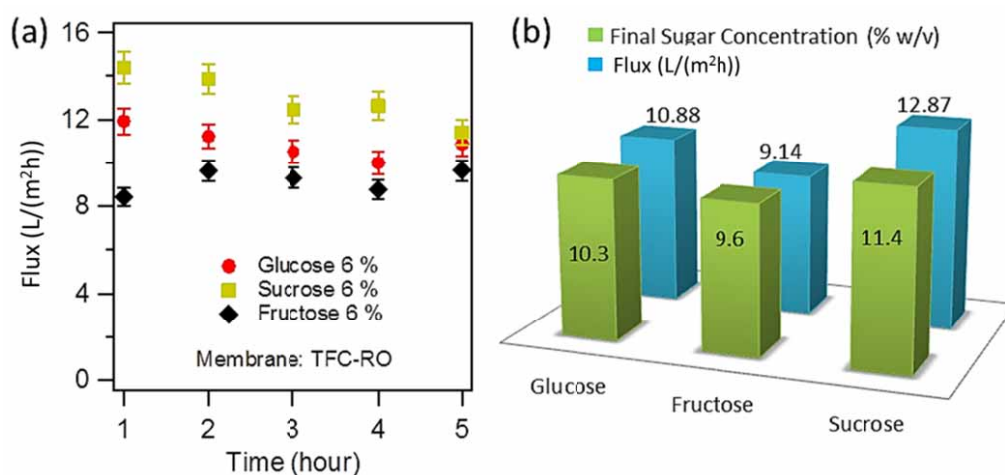 (a)
16
12
8
4
0
Flux (L/(m²h))
Glucose 6 %
Sucrose 6 %
Fructose 6 %
Membrane: TFC-RO
1 2 3 4 5
Time (hour)
(b)
Final Sugar Concentration (% w/v)
Flux (L/(m²h))
10.88
9.14
12.87
10.3
9.6
11.4
Glucose
Fructose
Sucrose